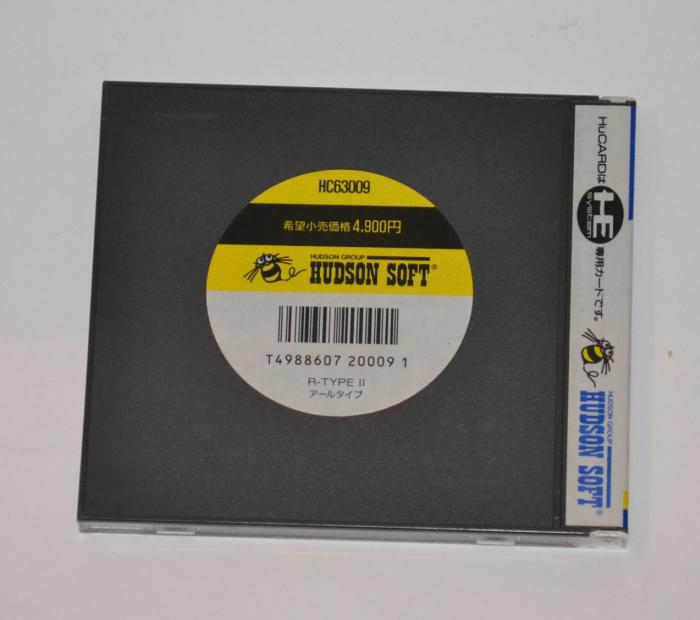 HC63009
希望小売価格 4,900円
HUDSON GROUP
HUDSON SOFT®
T4988607 20009 1
R-TYPE II
アールタイプ
HuCARDは HE system 専用カードです。
HUDSON GROUP
HUDSON SOFT®